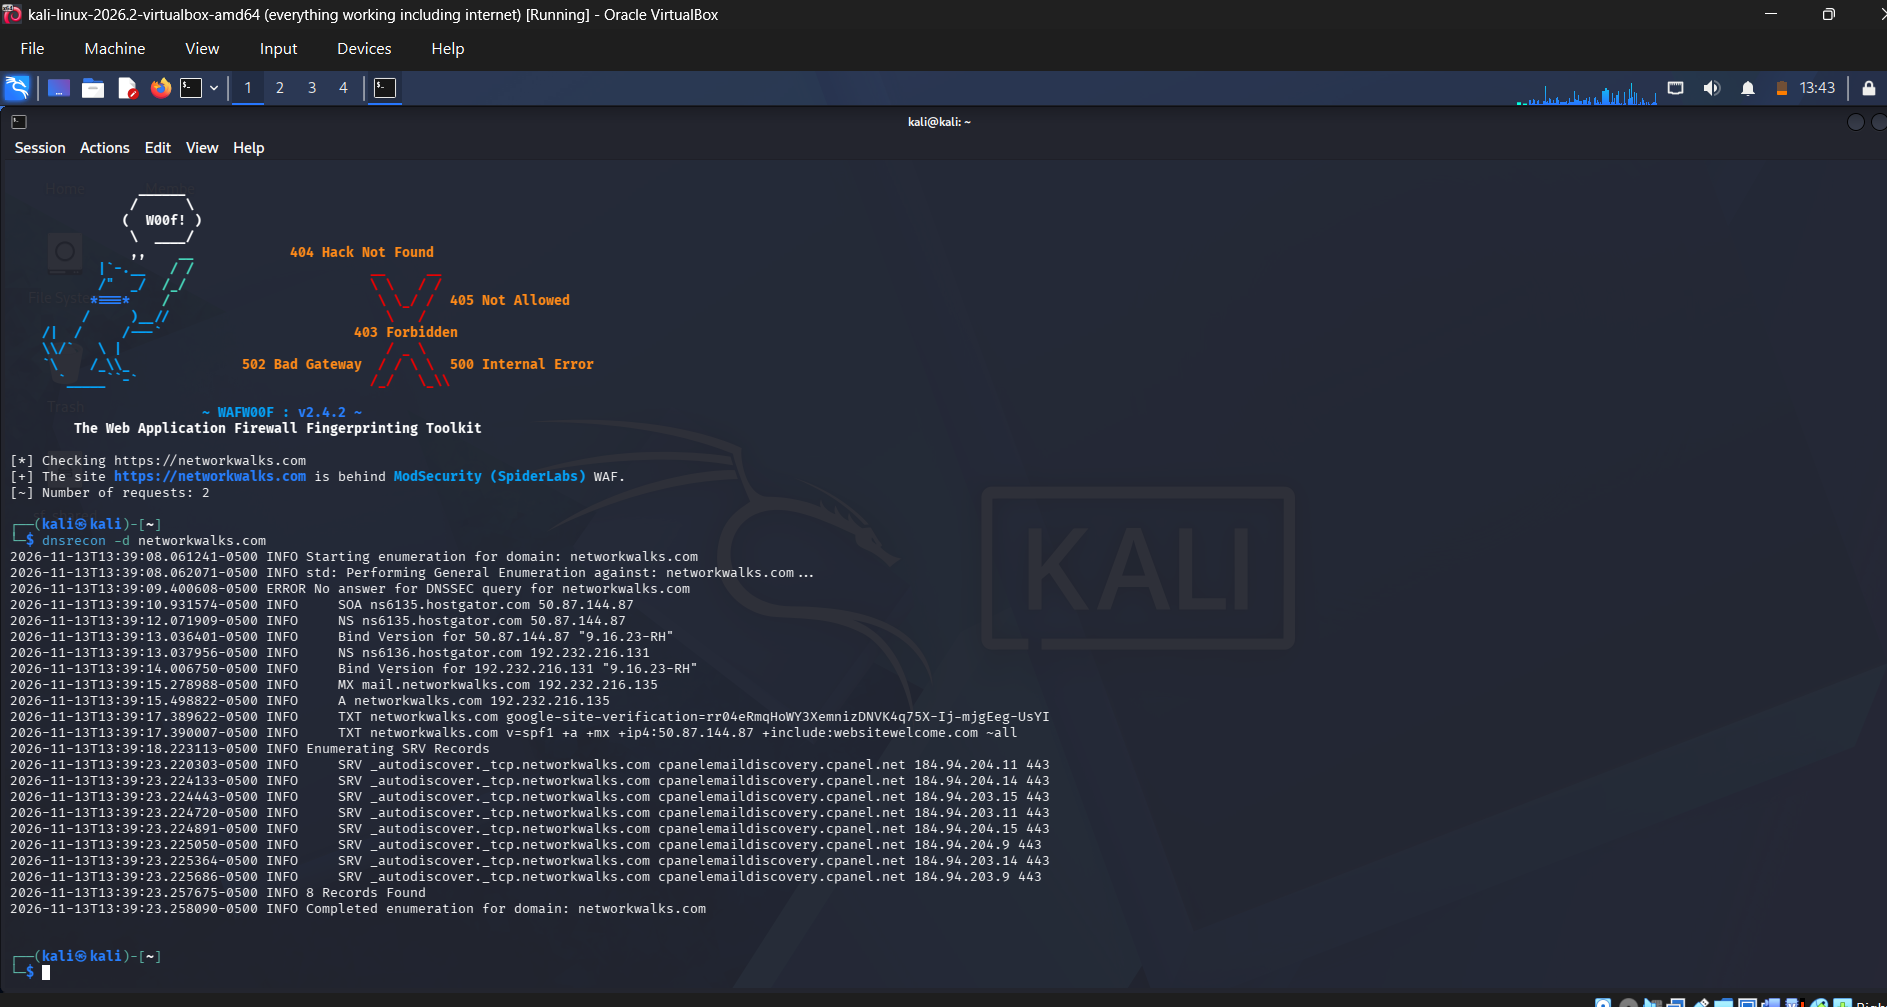 kali-linux-2026.2-virtualbox-amd64 (everything working including internet) [Running] - Oracle VirtualBox
File Machine View Input Devices Help
1 2 3 4 13:43
kali@kali: ~
Session Actions Edit View Help
Home
( W00f! )
404 Hack Not Found
File System
405 Not Allowed
403 Forbidden
502 Bad Gateway 500 Internal Error
Trash
~ WAFW00F : v2.4.2 ~
The Web Application Firewall Fingerprinting Toolkit
[*] Checking https://networkwalks.com
[+] The site https://networkwalks.com is behind ModSecurity (SpiderLabs) WAF.
[~] Number of requests: 2
┌──(kali㉿kali)-[~]
└─$ dnsrecon -d networkwalks.com
2026-11-13T13:39:08.061241-0500 INFO Starting enumeration for domain: networkwalks.com
2026-11-13T13:39:08.062071-0500 INFO std: Performing General Enumeration against: networkwalks.com...
2026-11-13T13:39:09.400608-0500 ERROR No answer for DNSSEC query for networkwalks.com
2026-11-13T13:39:10.931574-0500 INFO SOA ns6135.hostgator.com 50.87.144.87
2026-11-13T13:39:12.071909-0500 INFO NS ns6135.hostgator.com 50.87.144.87
2026-11-13T13:39:13.036401-0500 INFO Bind Version for 50.87.144.87 "9.16.23-RH"
2026-11-13T13:39:13.037956-0500 INFO NS ns6136.hostgator.com 192.232.216.131
2026-11-13T13:39:14.006750-0500 INFO Bind Version for 192.232.216.131 "9.16.23-RH"
2026-11-13T13:39:15.278988-0500 INFO MX mail.networkwalks.com 192.232.216.135
2026-11-13T13:39:15.498822-0500 INFO A networkwalks.com 192.232.216.135
2026-11-13T13:39:17.389622-0500 INFO TXT networkwalks.com google-site-verification=rr04eRmqHoWY3XemnizDNVK4q75X-Ij-mjgEeg-UsYI
2026-11-13T13:39:17.390007-0500 INFO TXT networkwalks.com v=spf1 +a +mx +ip4:50.87.144.87 +include:websitewelcome.com ~all
2026-11-13T13:39:18.223113-0500 INFO Enumerating SRV Records
2026-11-13T13:39:23.220303-0500 INFO SRV _autodiscover._tcp.networkwalks.com cpanelemaildiscovery.cpanel.net 184.94.204.11 443
2026-11-13T13:39:23.224133-0500 INFO SRV _autodiscover._tcp.networkwalks.com cpanelemaildiscovery.cpanel.net 184.94.204.14 443
2026-11-13T13:39:23.224443-0500 INFO SRV _autodiscover._tcp.networkwalks.com cpanelemaildiscovery.cpanel.net 184.94.203.15 443
2026-11-13T13:39:23.224720-0500 INFO SRV _autodiscover._tcp.networkwalks.com cpanelemaildiscovery.cpanel.net 184.94.203.11 443
2026-11-13T13:39:23.224891-0500 INFO SRV _autodiscover._tcp.networkwalks.com cpanelemaildiscovery.cpanel.net 184.94.204.15 443
2026-11-13T13:39:23.225050-0500 INFO SRV _autodiscover._tcp.networkwalks.com cpanelemaildiscovery.cpanel.net 184.94.204.9 443
2026-11-13T13:39:23.225364-0500 INFO SRV _autodiscover._tcp.networkwalks.com cpanelemaildiscovery.cpanel.net 184.94.203.14 443
2026-11-13T13:39:23.225686-0500 INFO SRV _autodiscover._tcp.networkwalks.com cpanelemaildiscovery.cpanel.net 184.94.203.9 443
2026-11-13T13:39:23.257675-0500 INFO 8 Records Found
2026-11-13T13:39:23.258090-0500 INFO Completed enumeration for domain: networkwalks.com
┌──(kali㉿kali)-[~]
└─$
KALI